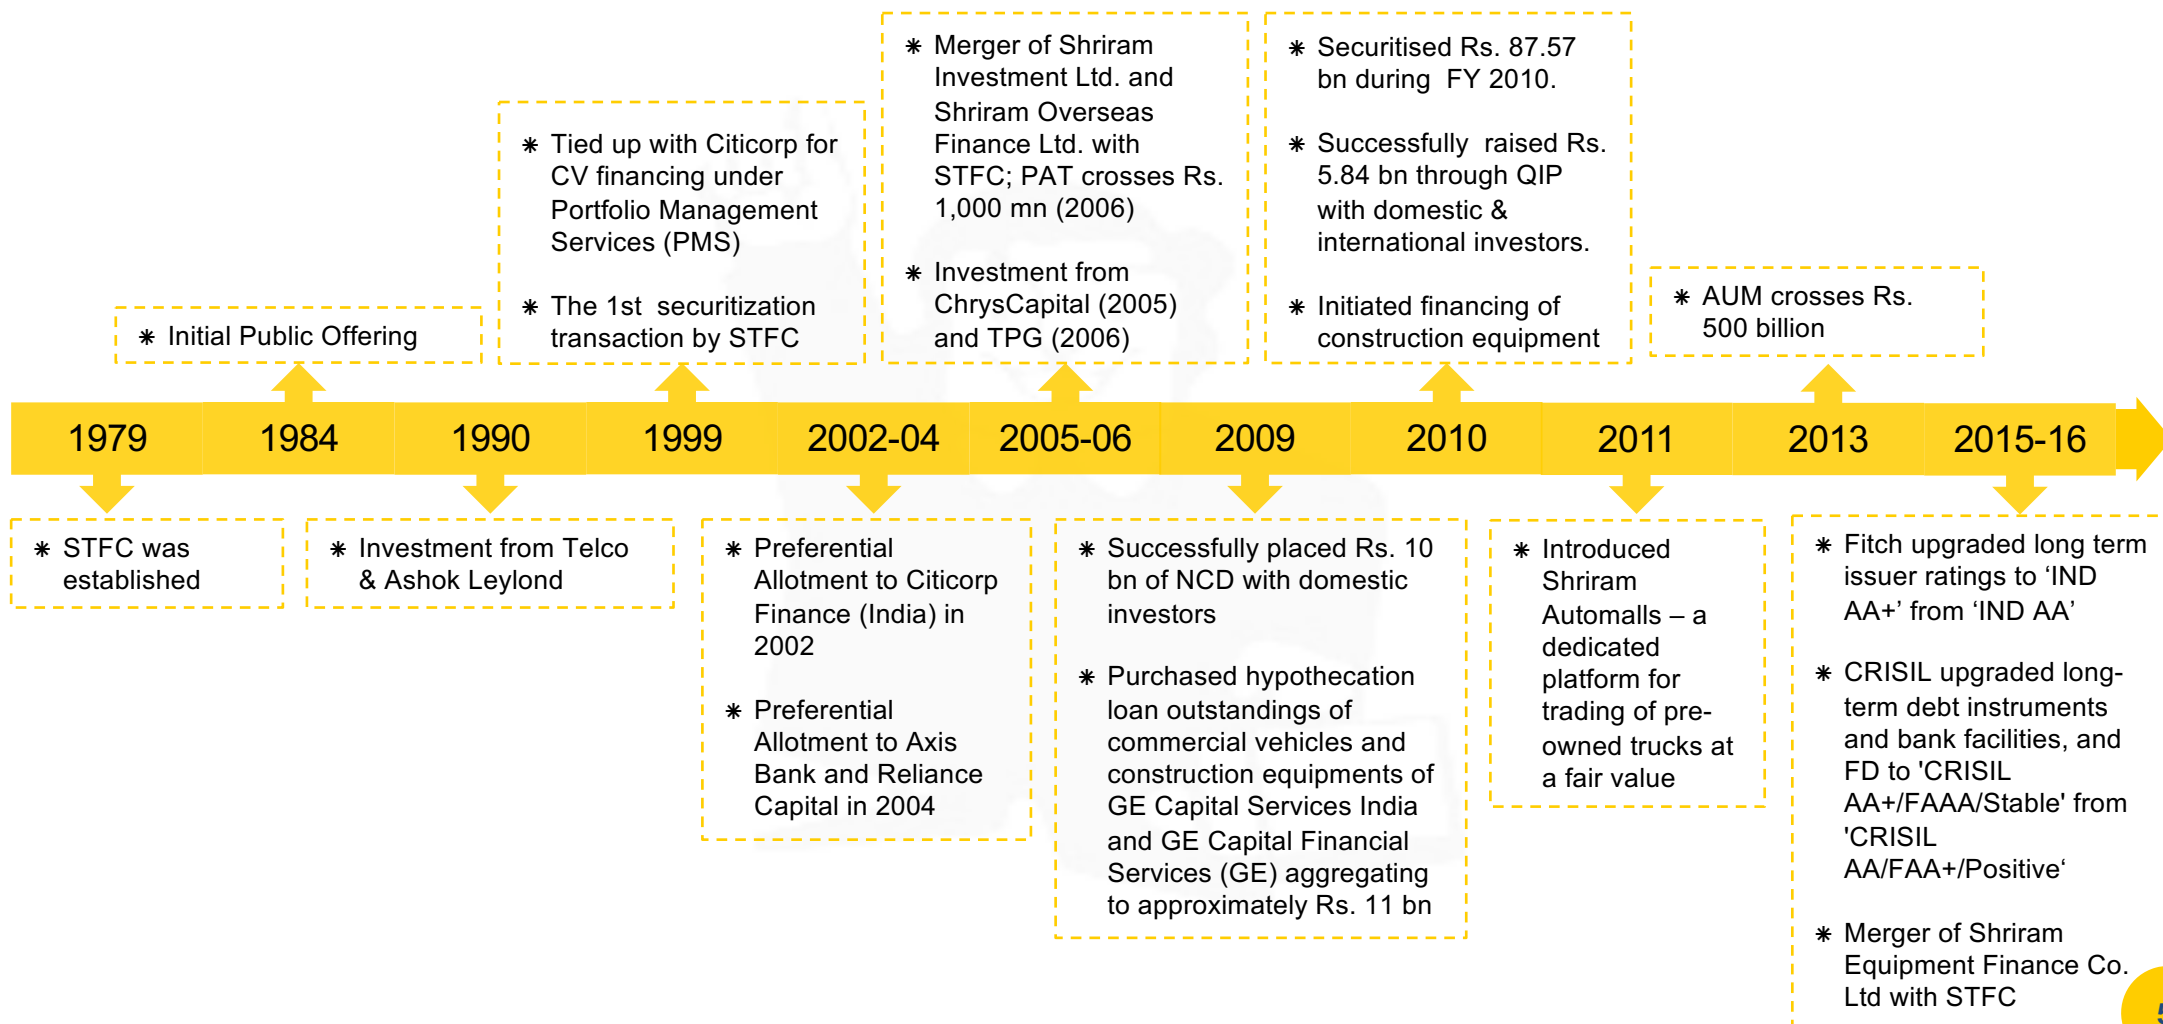 * Initial Public Offering
* Tied up with Citicorp for
CV financing under
Portfolio Management
Services (PMS)
* The 1st securitization
transaction by STFC
* Merger of Shriram
Investment Ltd. and
Shriram Overseas
Finance Ltd. with
STFC; PAT crosses Rs.
1,000 mn (2006)
* Investment from
ChrysCapital (2005)
and TPG (2006)
* Securitised Rs. 87.57
bn during FY 2010.
* Successfully raised Rs.
5.84 bn through QIP
with domestic &
international investors.
* Initiated financing of
construction equipment
* AUM crosses Rs.
500 billion
1979
1984
1990
1999
2002-04
2005-06
2009
2010
2011
2013
2015-16
* STFC was
established
* Investment from Telco
& Ashok Leylond
* Preferential
Allotment to Citicorp
Finance (India) in
2002
* Preferential
Allotment to Axis
Bank and Reliance
Capital in 2004
* Successfully placed Rs. 10
bn of NCD with domestic
investors
* Purchased hypothecation
loan outstandings of
commercial vehicles and
construction equipments of
GE Capital Services India
and GE Capital Financial
Services (GE) aggregating
to approximately Rs. 11 bn
* Introduced
Shriram
Automalls – a
dedicated
platform for
trading of pre-
owned trucks at
a fair value
* Fitch upgraded long term
issuer ratings to ‘IND
AA+’ from ‘IND AA’
* CRISIL upgraded long-
term debt instruments
and bank facilities, and
FD to 'CRISIL
AA+/FAAA/Stable' from
'CRISIL
AA/FAA+/Positive‘
* Merger of Shriram
Equipment Finance Co.
Ltd with STFC